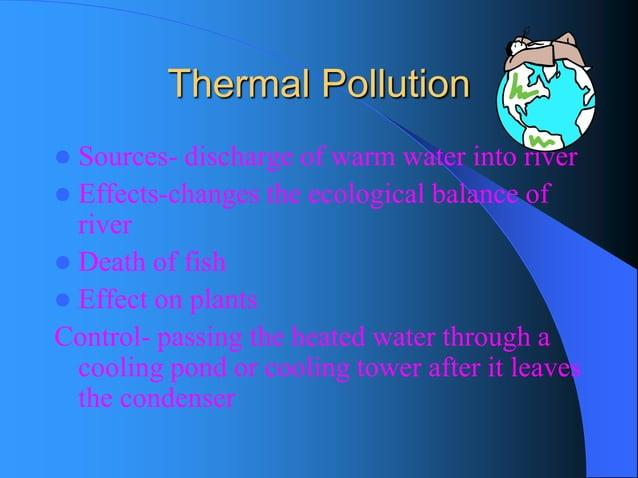 Thermal Pollution
Sources- discharge of warm water into river
Effects-changes the ecological balance of
river
Death of fish
Effect on plants
Control- passing the heated water through a
cooling pond or cooling tower after it leaves
the condenser